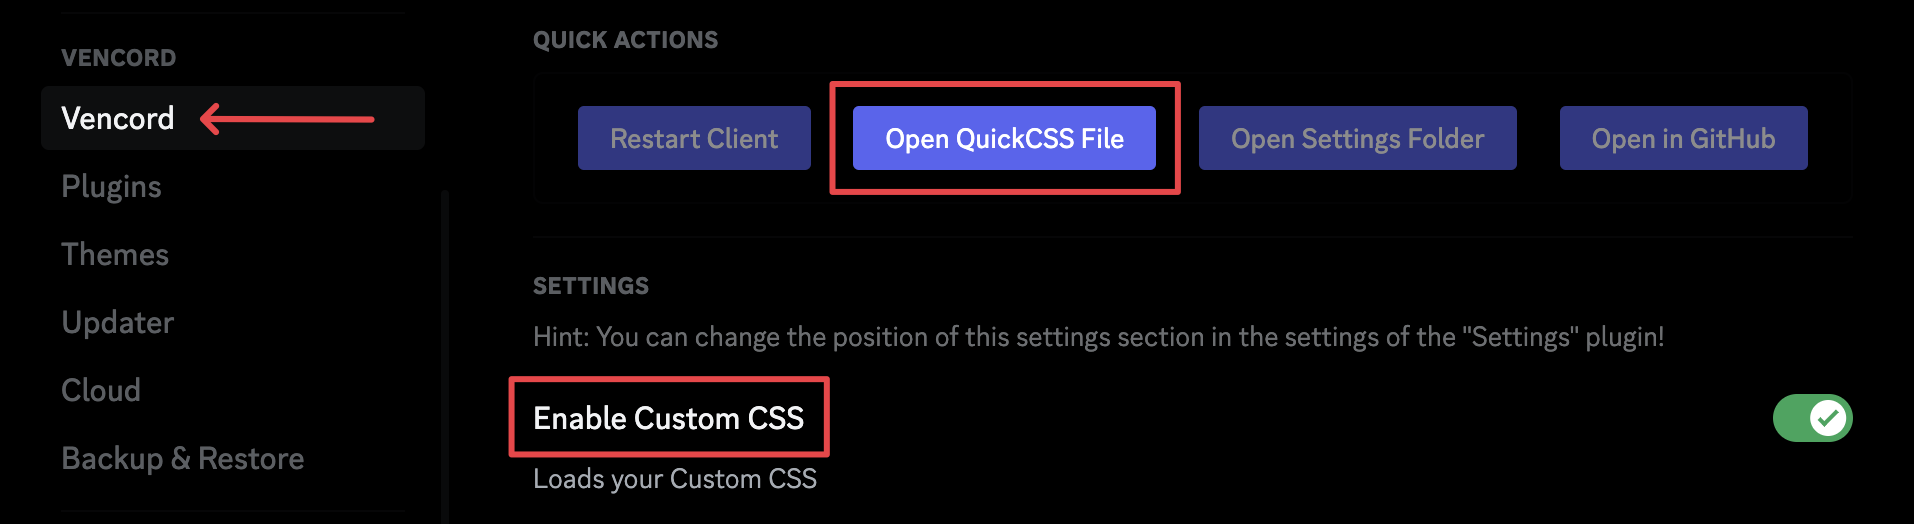 VENCORD
Vencord
Plugins
Themes
Updater
Cloud
Backup & Restore
QUICK ACTIONS
Restart Client
Open QuickCSS File
Open Settings Folder
Open in GitHub
SETTINGS
Hint: You can change the position of this settings section in the settings of the "Settings" plugin!
Enable Custom CSS
Loads your Custom CSS